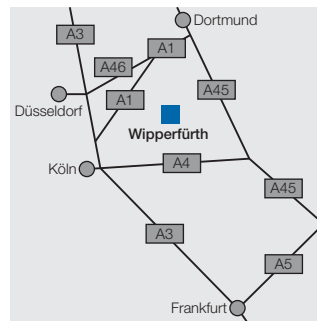 Dortmund
A3
A1
A46
A45
Düsseldorf
A1
Wipperfürth
Köln
A4
A45
A3
A5
Frankfurt